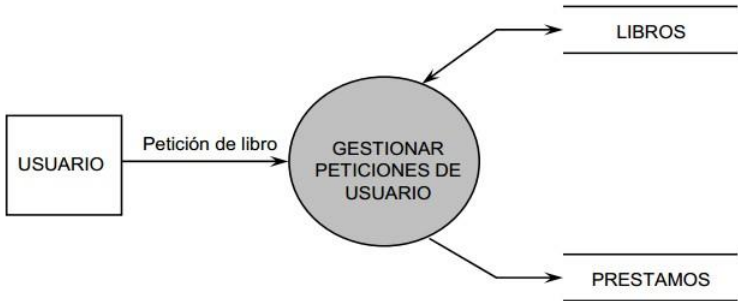 LIBROS
Petición de libro
USUARIO
GESTIONAR
PETICIONES DE
USUARIO
PRESTAMOS